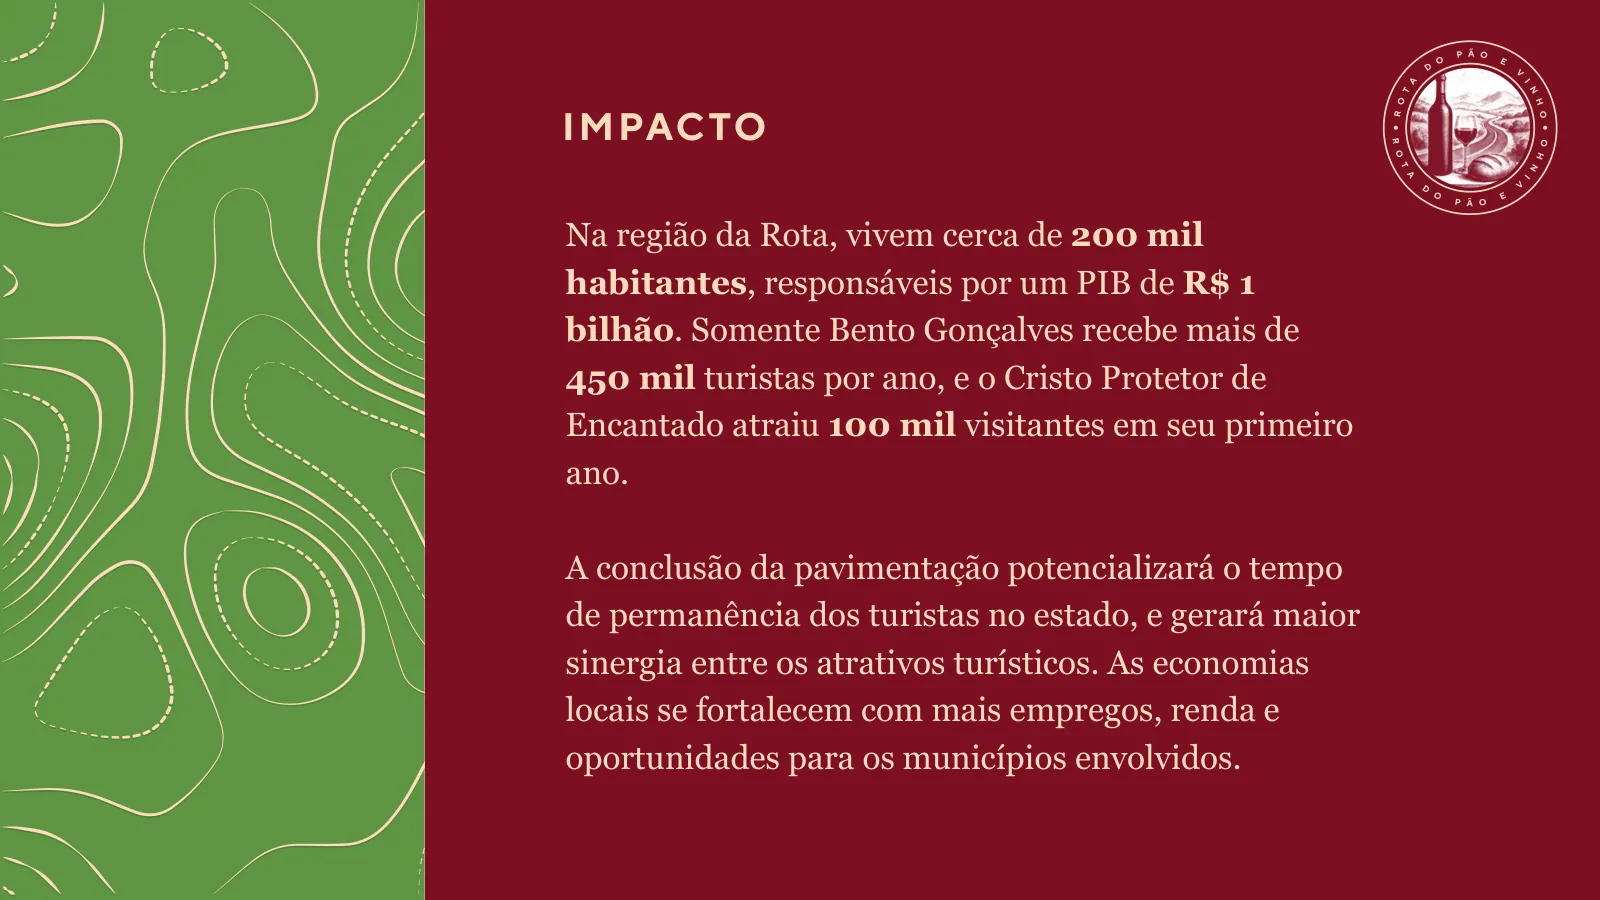 ROTA DO PÃO E VINHO • ROTA DO PÃO E VINHO •
IMPACTO
Na região da Rota, vivem cerca de 200 mil
habitantes, responsáveis por um PIB de R$ 1
bilhão. Somente Bento Gonçalves recebe mais de
450 mil turistas por ano, e o Cristo Protetor de
Encantado atraiu 100 mil visitantes em seu primeiro
ano.
A conclusão da pavimentação potencializará o tempo
de permanência dos turistas no estado, e gerará maior
sinergia entre os atrativos turísticos. As economias
locais se fortalecem com mais empregos, renda e
oportunidades para os municípios envolvidos.